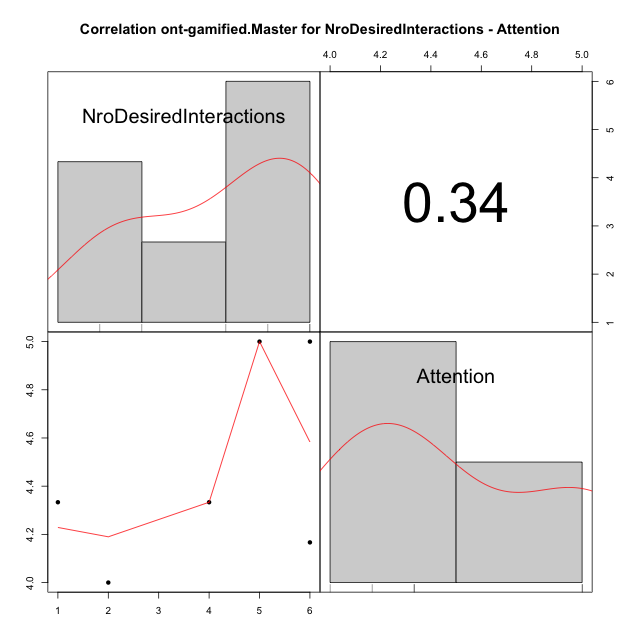 Correlation ont-gamified.Master for NroDesiredInteractions - Attention
4.0 4.2 4.4 4.6 4.8 5.0
NroDesiredInteractions
0.34
6
5
4
3
2
1
5.0
4.8
4.6
4.4
4.2
4.0
Attention
1 2 3 4 5 6